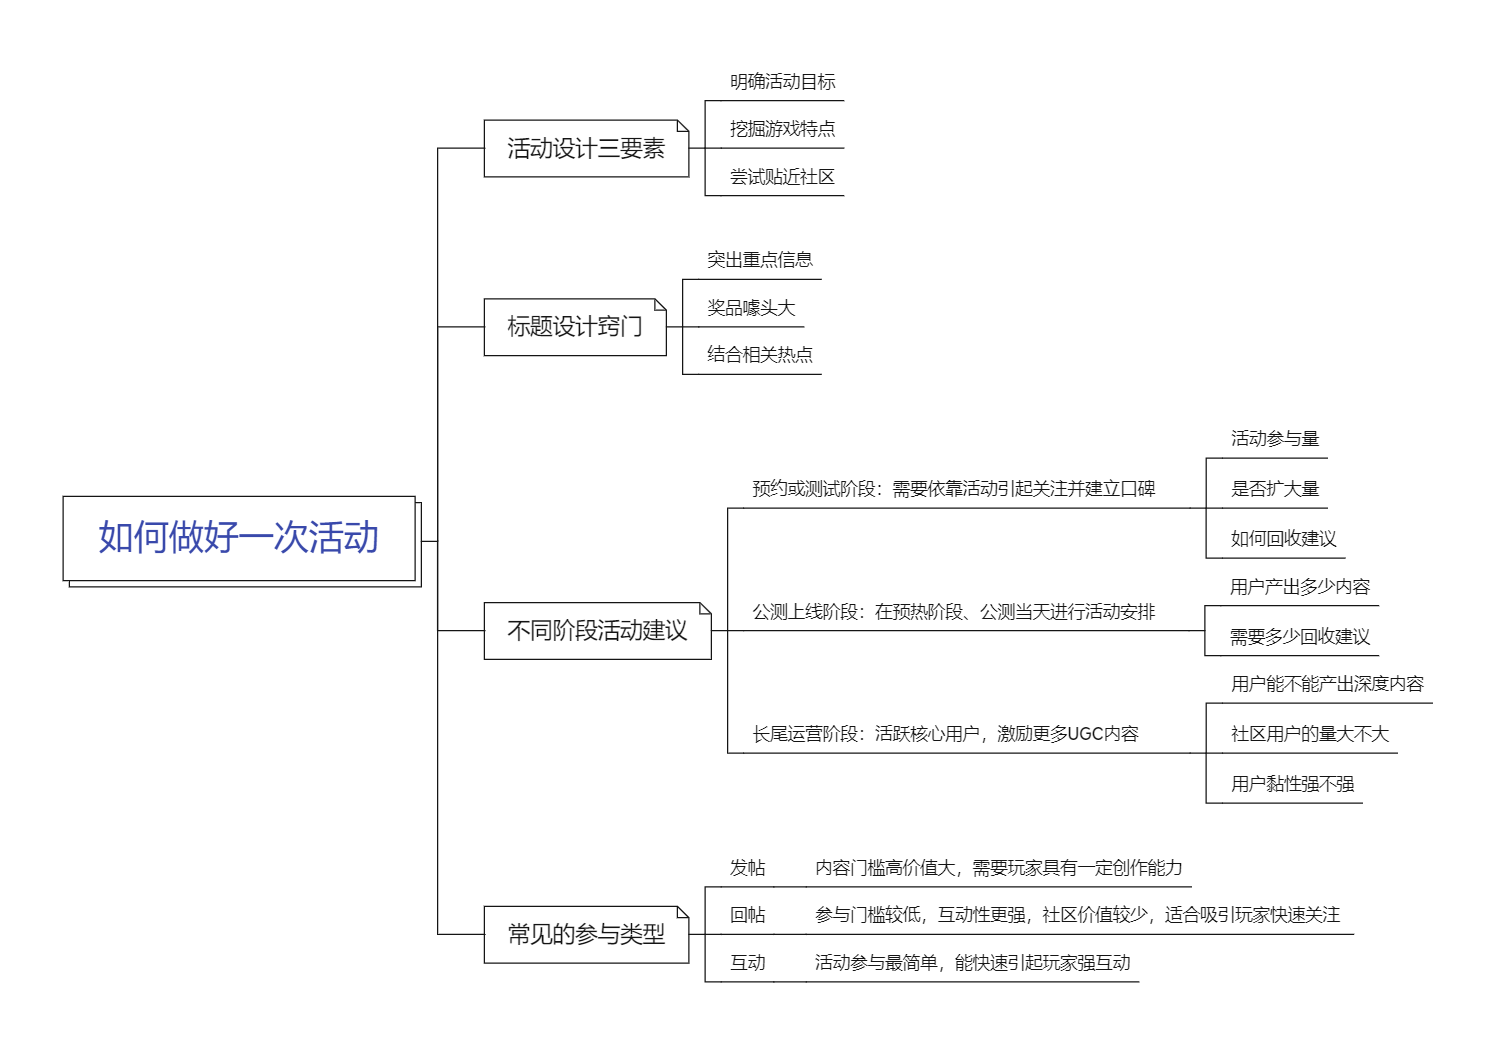 如何做好一次活动
活动设计三要素
明确活动目标
挖掘游戏特点
尝试贴近社区
标题设计窍门
突出重点信息
奖品噱头大
结合相关热点
不同阶段活动建议
预约或测试阶段：需要依靠活动引起关注并建立口碑
活动参与量
是否扩大量
如何回收建议
公测上线阶段：在预热阶段、公测当天进行活动安排
用户产出多少内容
需要多少回收建议
长尾运营阶段：活跃核心用户，激励更多UGC内容
用户能不能产出深度内容
社区用户的量大不大
用户黏性强不强
常见的参与类型
发帖
内容门槛高价值大，需要玩家具有一定创作能力
回帖
参与门槛较低，互动性更强，社区价值较少，适合吸引玩家快速关注
互动
活动参与最简单，能快速引起玩家强互动